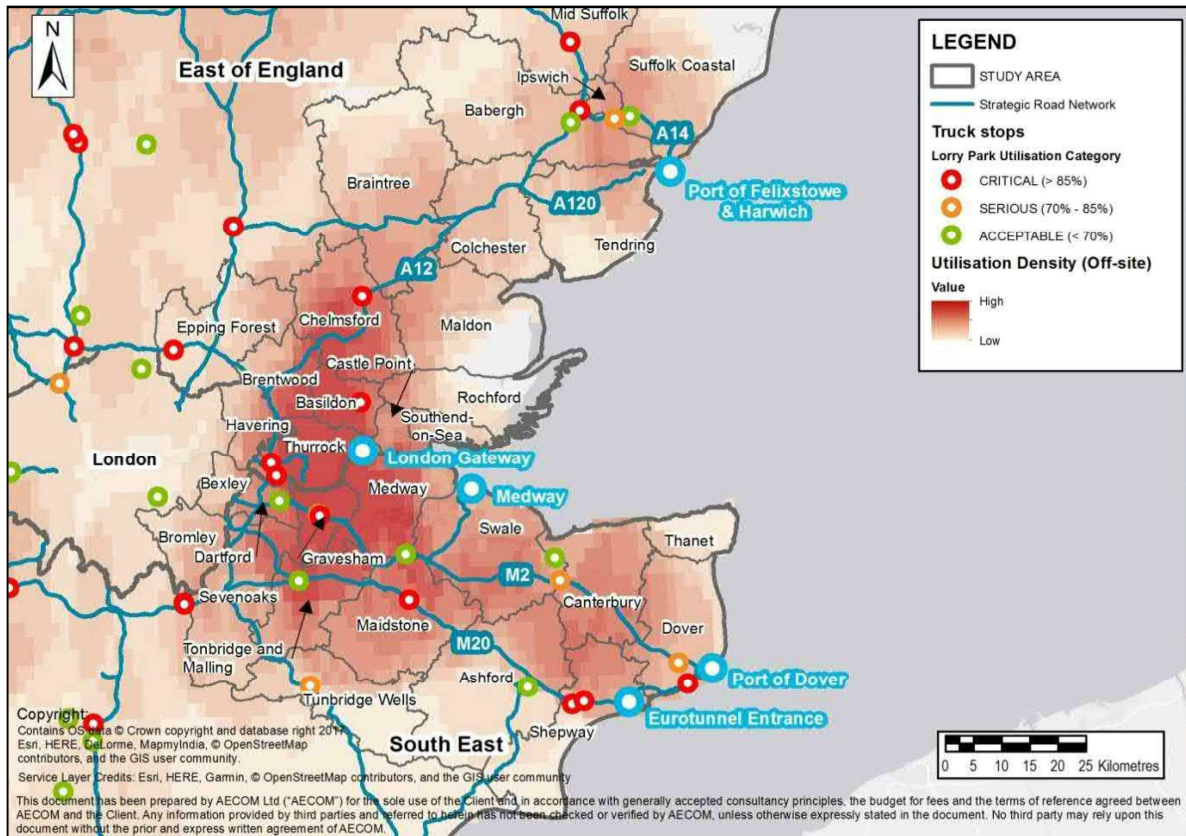 N
East of England
Mid Suffolk
Suffolk Coastal
Ipswich
Babergh
A14
Port of Felixstowe
& Harwich
Braintree
A120
Colchester
Tendring
A12
Epping Forest
Chelmsford
Maldon
Castle Point
Brentwood
Basildon
Rochford
Southend-
on-Sea
Havering
Thurrock
London Gateway
London
Bexley
Medway
Medway
Swale
Thanet
Bromley
Dartford
Gravesham
M2
Canterbury
Sevenoaks
Maidstone
Dover
Tonbridge and
Malling
M20
Ashford
Port of Dover
Tunbridge Wells
Eurotunnel Entrance
Shepway
South East
LEGEND
STUDY AREA
Strategic Road Network
Truck stops
Lorry Park Utilisation Category
CRITICAL (> 85%)
SERIOUS (70% - 85%)
ACCEPTABLE (< 70%)
Utilisation Density (Off-site)
Value
High
Low
0 5 10 15 20 25 Kilometres
Copyright:
Contains OS data © Crown copyright and database right 2017
Esri, HERE, DeLorme, MapmyIndia, © OpenStreetMap
contributors, and the GIS user community.
Service Layer Credits: Esri, HERE, Garmin, © OpenStreetMap contributors, and the GIS user community
This document has been prepared by AECOM Ltd ("AECOM") for the sole use of the Client and in accordance with generally accepted consultancy principles, the budget for fees and the terms of reference agreed between
AECOM and the Client. Any information provided by third parties and referred to herein has not been checked or verified by AECOM, unless otherwise expressly stated in the document. No third party may rely upon this
document without the prior and express written agreement of AECOM.